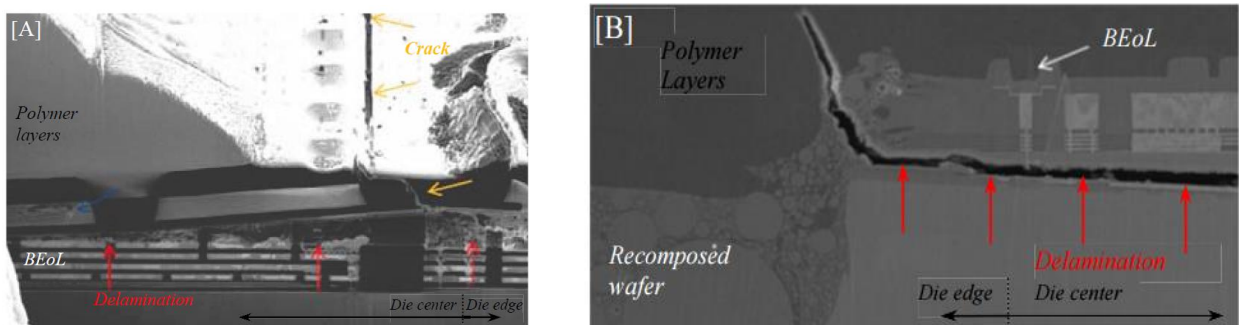 [A]
Crack
Polymer
layers
BEoL
Delamination
Die center
Die edge
[B]
Polymer
Layers
BEoL
Recomposed
wafer
Delamination
Die edge
Die center